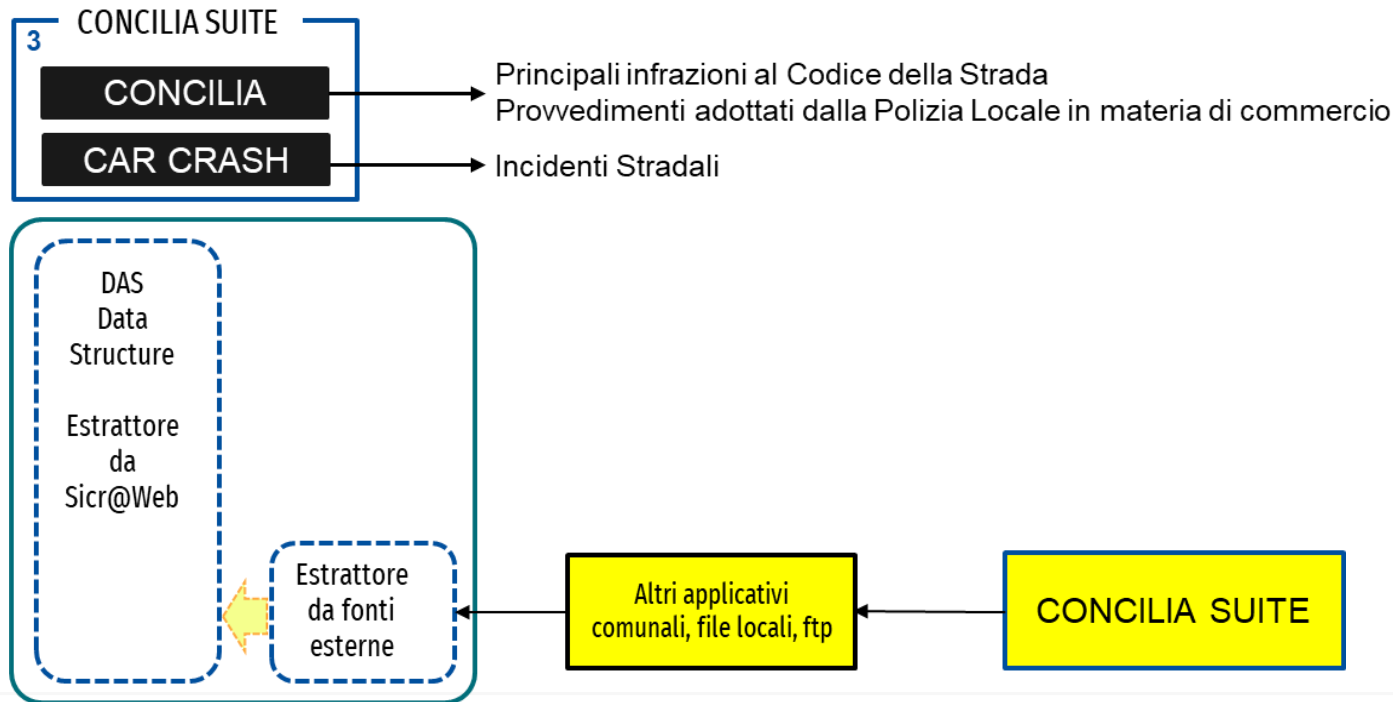 CONCILIA SUITE
3
CONCILIA
Principali infrazioni al Codice della Strada
Provvedimenti adottati dalla Polizia Locale in materia di commercio
CAR CRASH
Incidenti Stradali
DAS
Data
Structure
Estrattore
da
Sicr@Web
Estrattore
da fonti
esterne
Altri applicativi
comunali, file locali, ftp
CONCILIA SUITE